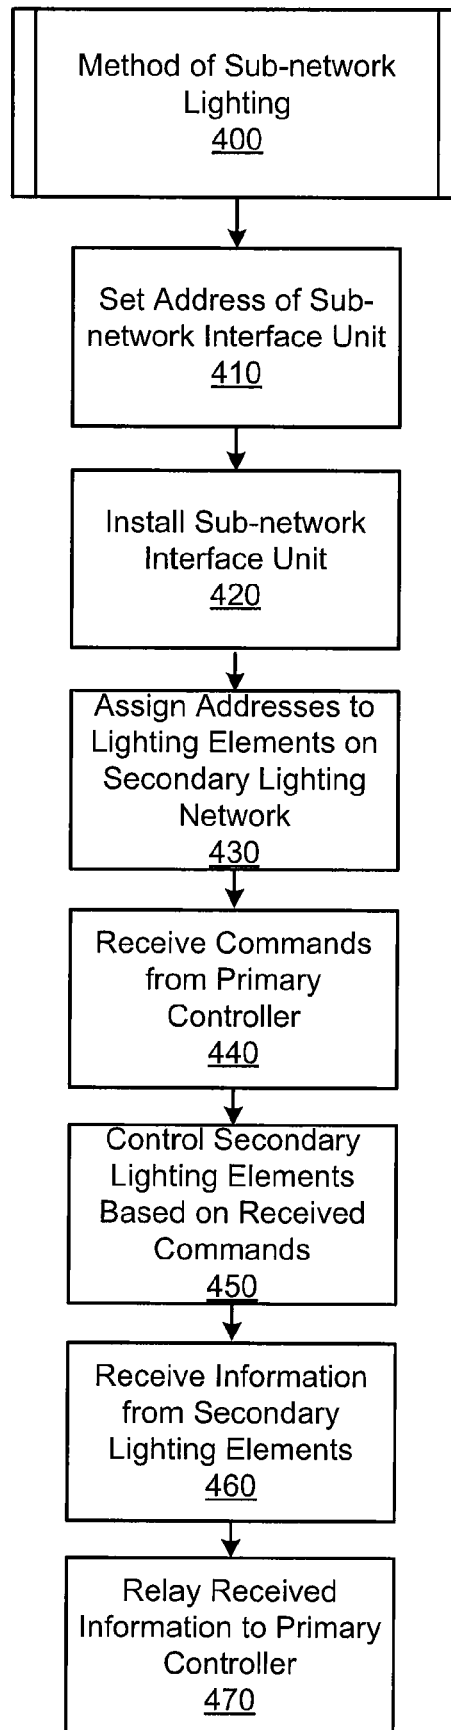 Method of Sub-network
Lighting
400
Set Address of Sub-
network Interface Unit
410
Install Sub-network
Interface Unit
420
Assign Addresses to
Lighting Elements on
Secondary Lighting
Network
430
Receive Commands
from Primary
Controller
440
Control Secondary
Lighting Elements
Based on Received
Commands
450
Receive Information
from Secondary
Lighting Elements
460
Relay Received
Information to Primary
Controller
470